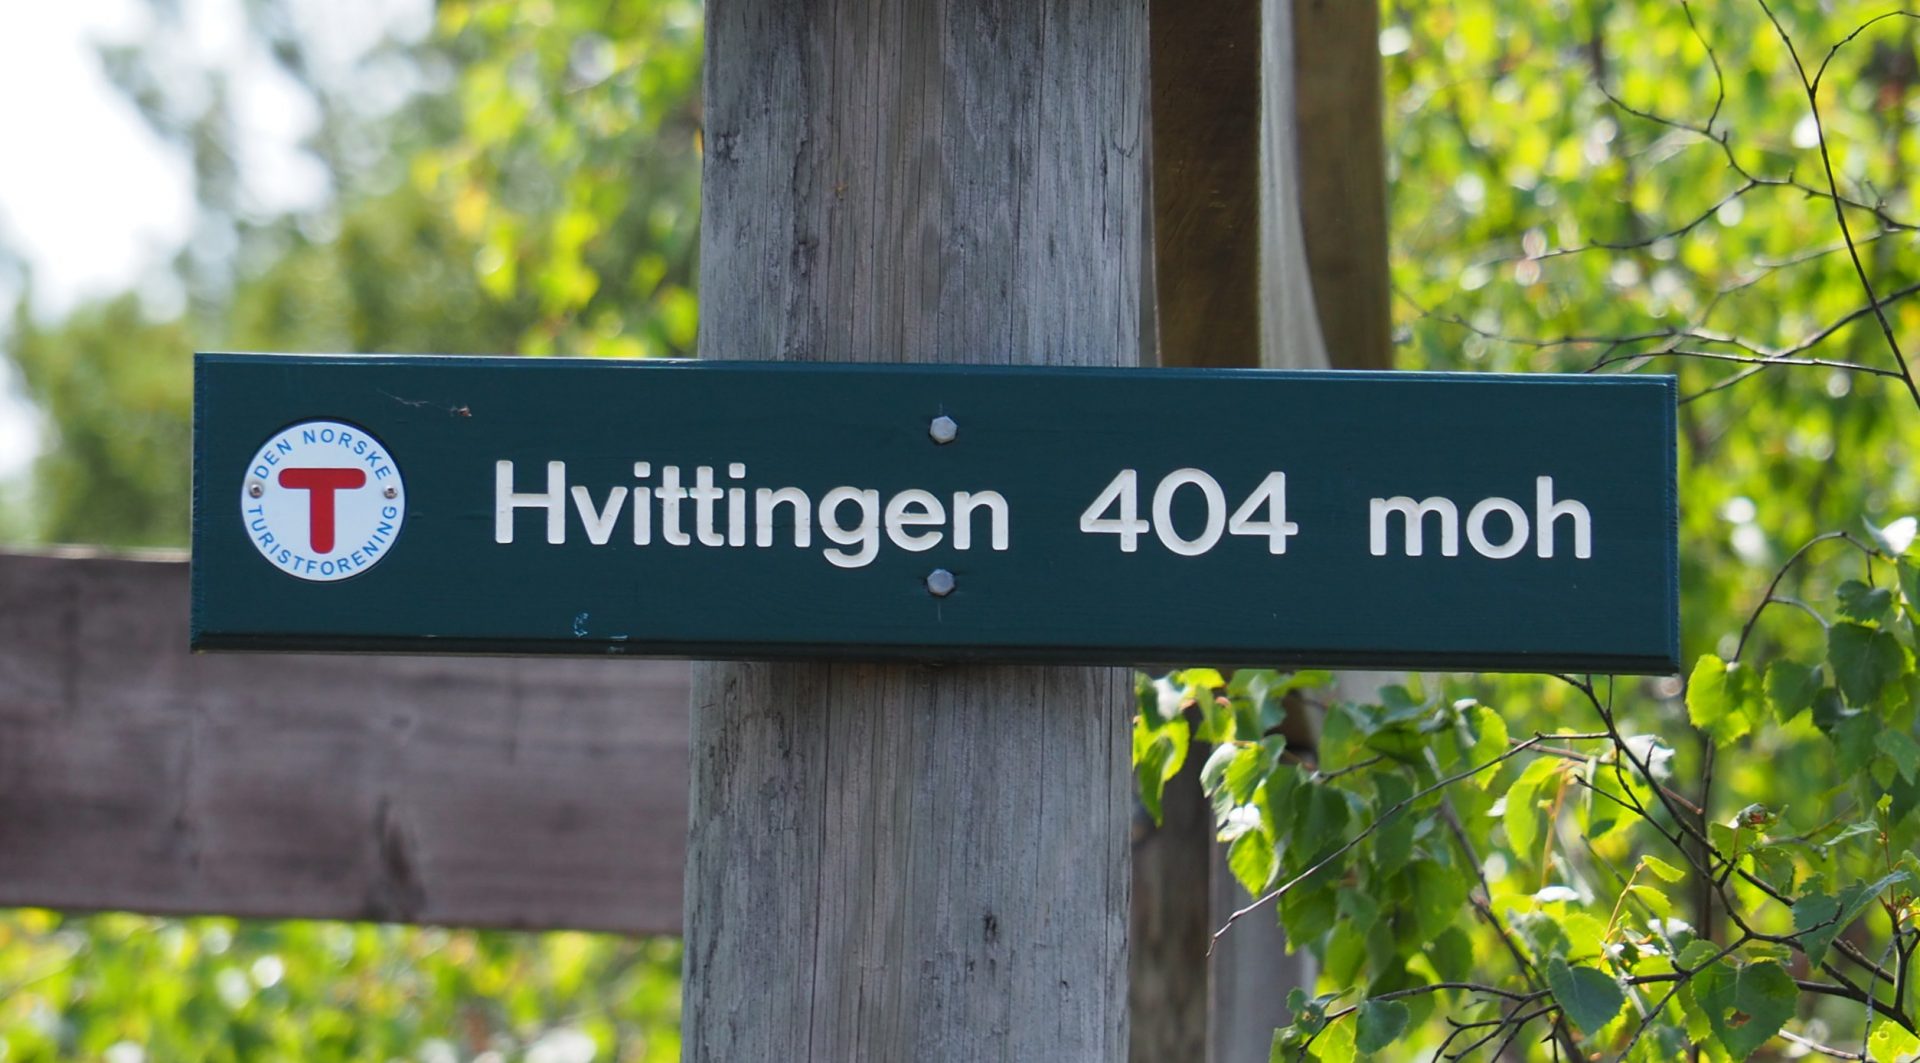 DEN NORSKE
T
TURISTFORENING
Hvittingen 404 moh